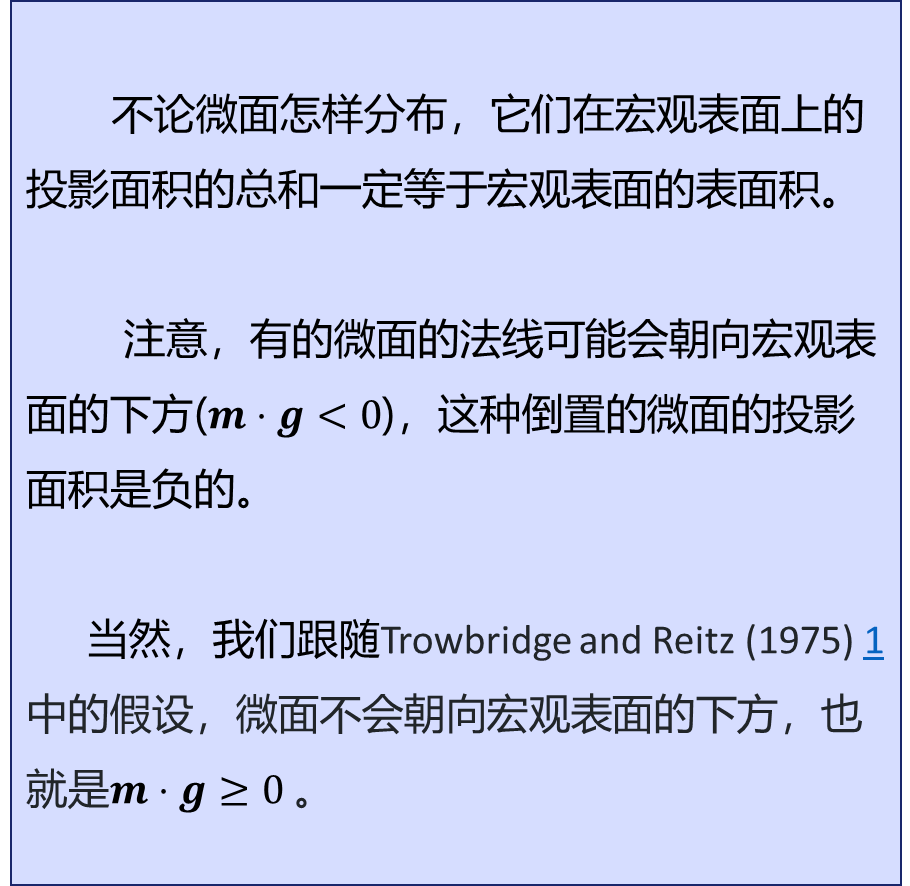 不论微面怎样分布，它们在宏观表面上的
投影面积的总和一定等于宏观表面的表面积。
注意，有的微面的法线可能会朝向宏观表
面的下方(m · g < 0)，这种倒置的微面的投影
面积是负的。
当然，我们跟随Trowbridge and Reitz (1975) 1
中的假设，微面不会朝向宏观表面的下方，也
就是m · g ≥ 0 。